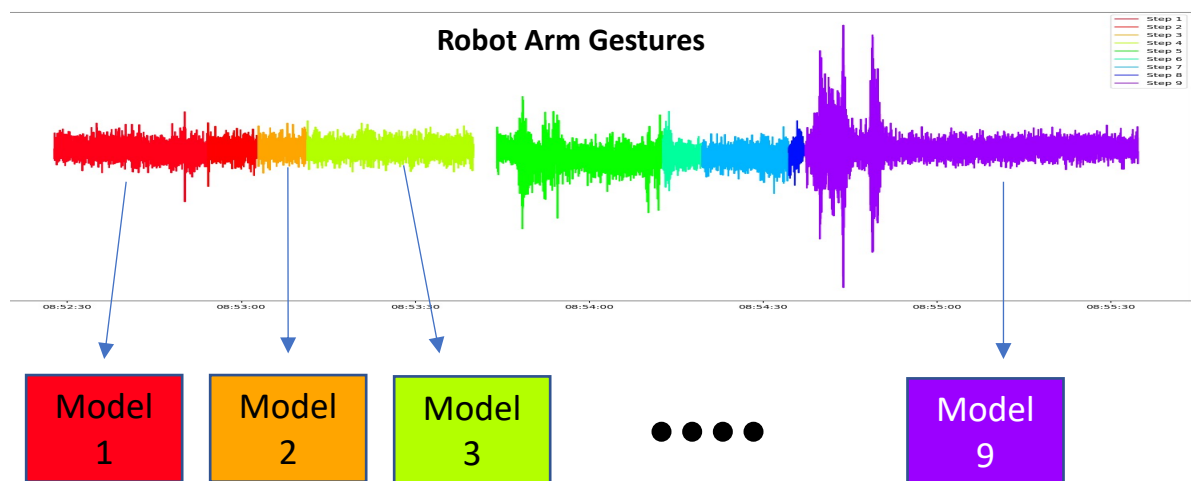 Robot Arm Gestures
Step 1
Step 2
Step 3
Step 4
Step 5
Step 6
Step 7
Step 8
Step 9
08:52:30 08:53:00 08:53:30 08:54:00 08:54:30 08:55:00 08:55:30
Model
1
Model
2
Model
3
Model
9